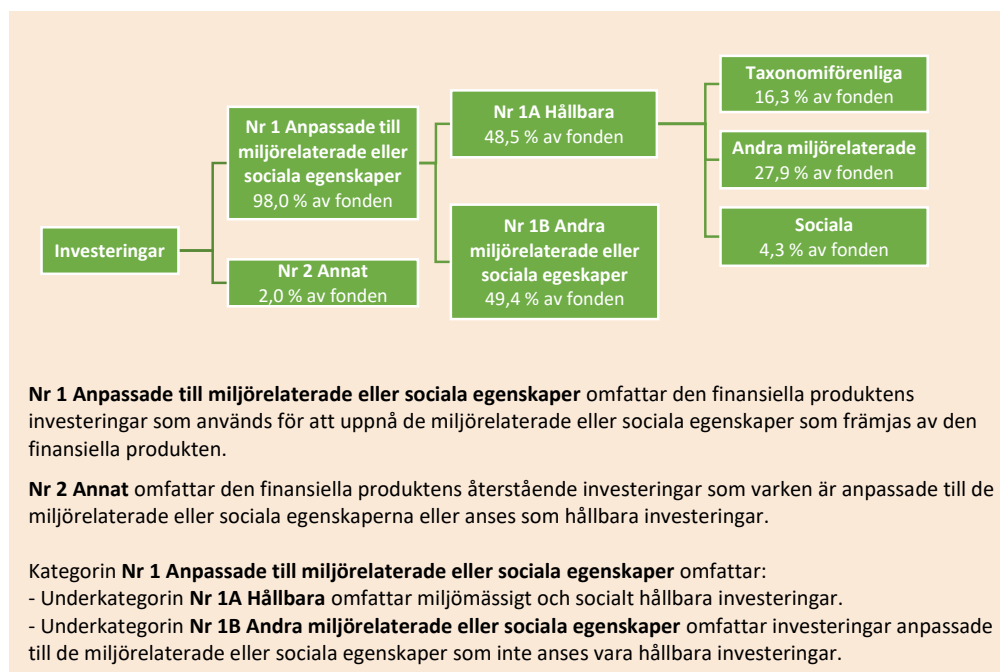 Investeringar
Nr 1 Anpassade till
miljörelaterade eller
sociala egenskaper
98,0 % av fonden
Nr 2 Annat
2,0 % av fonden
Nr 1A Hållbara
48,5 % av fonden
Nr 1B Andra
miljörelaterade eller
sociala egeskaper
49,4 % av fonden
Taxonomiförenliga
16,3 % av fonden
Andra miljörelaterade
27,9 % av fonden
Sociala
4,3 % av fonden
Nr 1 Anpassade till miljörelaterade eller sociala egenskaper omfattar den finansiella produktens
investeringar som används för att uppnå de miljörelaterade eller sociala egenskaper som främjas av den
finansiella produkten.
Nr 2 Annat omfattar den finansiella produktens återstående investeringar som varken är anpassade till de
miljörelaterade eller sociala egenskaperna eller anses som hållbara investeringar.
Kategorin Nr 1 Anpassade till miljörelaterade eller sociala egenskaper omfattar:
- Underkategorin Nr 1A Hållbara omfattar miljömässigt och socialt hållbara investeringar.
- Underkategorin Nr 1B Andra miljörelaterade eller sociala egenskaper omfattar investeringar anpassade
till de miljörelaterade eller sociala egenskaper som inte anses vara hållbara investeringar.